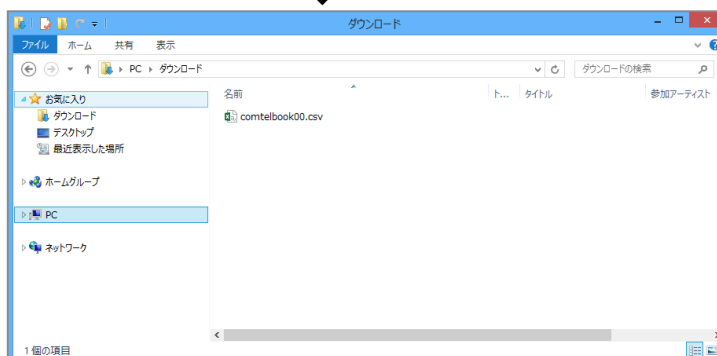 ダウンロード
ファイル ホーム 共有 表示
PC ダウンロード
ダウンロードの検索
お気に入り
ダウンロード
デスクトップ
最近表示した場所
ホームグループ
PC
ネットワーク
名前 ト... タイトル 参加アーティスト
comtelbook00.csv
1 個の項目